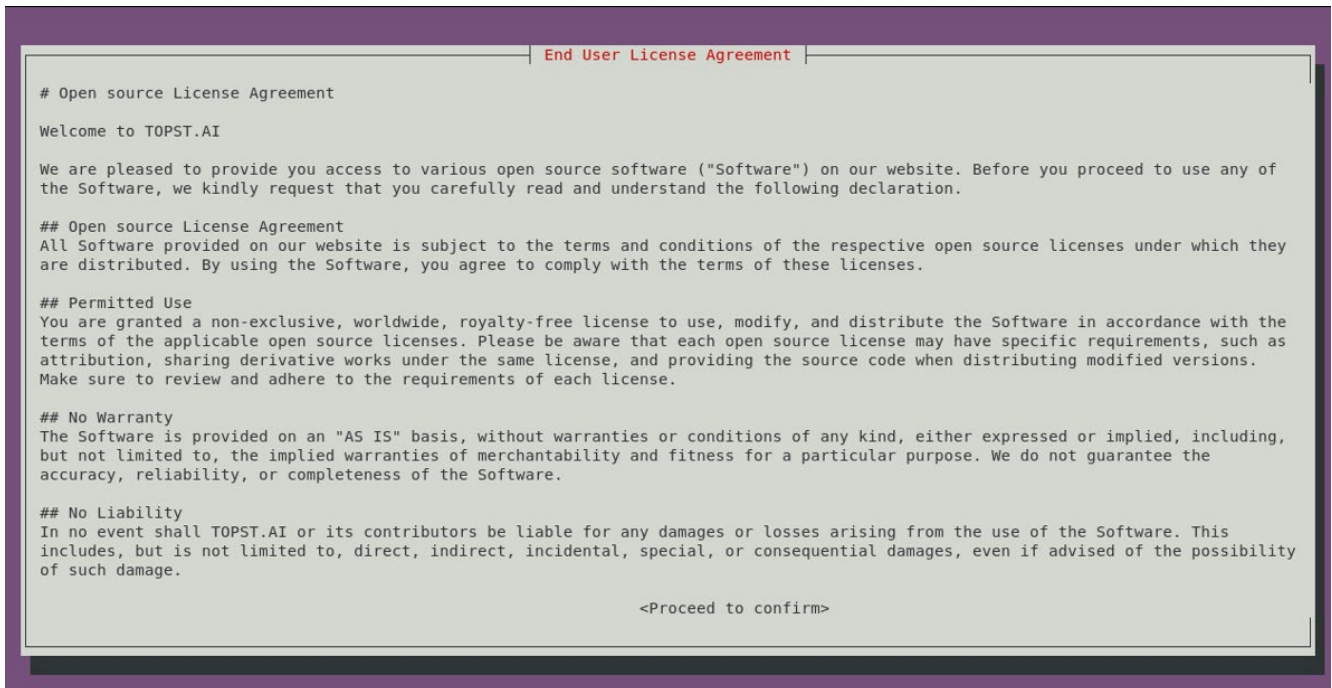 End User License Agreement
# Open source License Agreement
Welcome to TOPST.AI
We are pleased to provide you access to various open source software ("Software") on our website. Before you proceed to use any of
the Software, we kindly request that you carefully read and understand the following declaration.
## Open source License Agreement
All Software provided on our website is subject to the terms and conditions of the respective open source licenses under which they
are distributed. By using the Software, you agree to comply with the terms of these licenses.
## Permitted Use
You are granted a non-exclusive, worldwide, royalty-free license to use, modify, and distribute the Software in accordance with the
terms of the applicable open source licenses. Please be aware that each open source license may have specific requirements, such as
attribution, sharing derivative works under the same license, and providing the source code when distributing modified versions.
Make sure to review and adhere to the requirements of each license.
## No Warranty
The Software is provided on an "AS IS" basis, without warranties or conditions of any kind, either expressed or implied, including,
but not limited to, the implied warranties of merchantability and fitness for a particular purpose. We do not guarantee the
accuracy, reliability, or completeness of the Software.
## No Liability
In no event shall TOPST.AI or its contributors be liable for any damages or losses arising from the use of the Software. This
includes, but is not limited to, direct, indirect, incidental, special, or consequential damages, even if advised of the possibility
of such damage.
<Proceed to confirm>